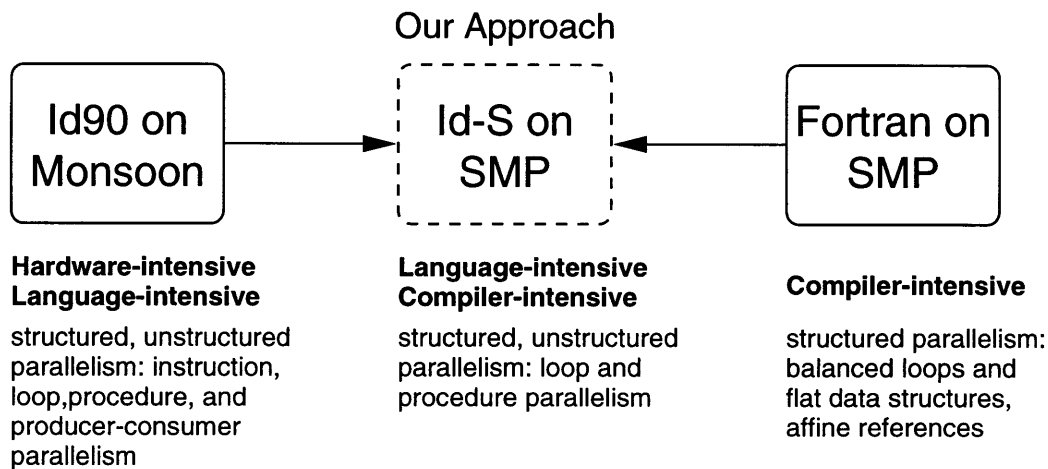 Our Approach
Id90 on
Monsoon
Id-S on
SMP
Fortran on
SMP
Hardware-intensive
Language-intensive
structured, unstructured
parallelism: instruction,
loop,procedure, and
producer-consumer
parallelism
Language-intensive
Compiler-intensive
structured, unstructured
parallelism: loop and
procedure parallelism
Compiler-intensive
structured parallelism:
balanced loops and
flat data structures,
affine references